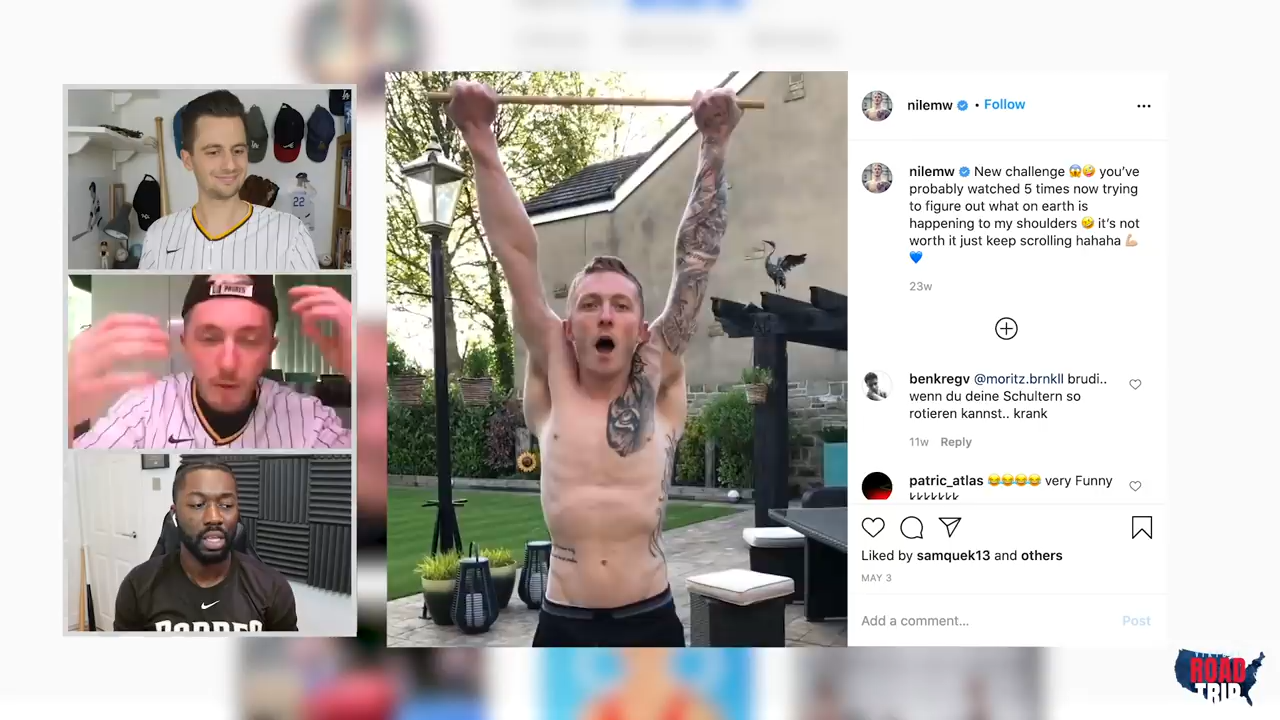 nilemw • Follow
nilemw New challenge 😱🤪 you've
probably watched 5 times now trying
to figure out what on earth is
happening to my shoulders 🤣 it's not
worth it just keep scrolling hahaha 💪🏼
💙
23w
benkregv @moritz.brnkll brudi..
wenn du deine Schultern so
rotieren kannst.. krank
11w Reply
patric_atlas 😂😂😂😂 very Funny
Liked by samquek13 and others
MAY 3
Add a comment... Post
PADRES
22
PADRES
ROAD
TRIP